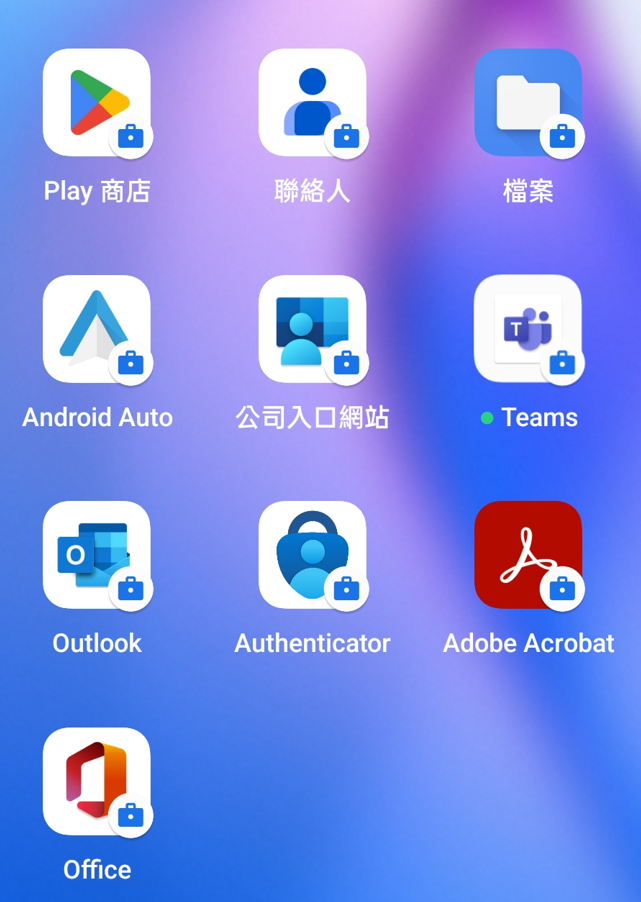 Play 商店
聯絡人
檔案
Android Auto
公司入口網站
T
Teams
O
Outlook
Authenticator
Adobe Acrobat
Office